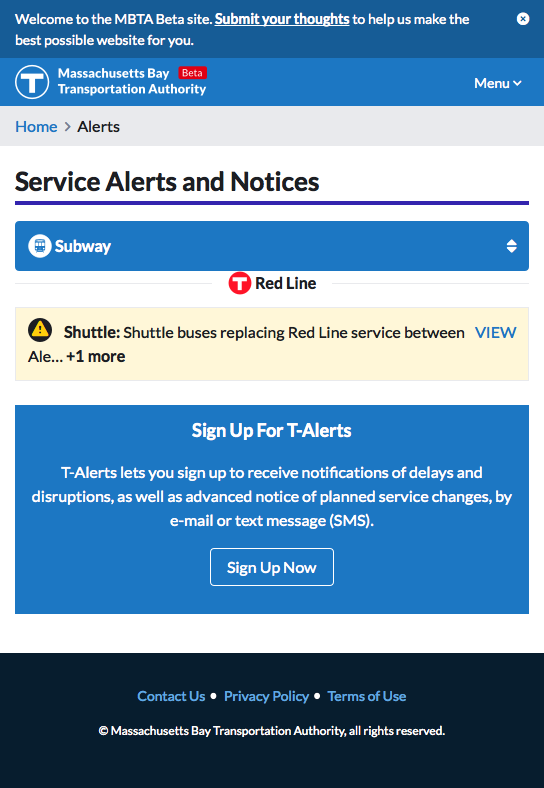 Welcome to the MBTA Beta site. Submit your thoughts to help us make the
best possible website for you.
Massachusetts Bay Beta
Transportation Authority
Menu
Home > Alerts
Service Alerts and Notices
Subway
T Red Line
Shuttle: Shuttle buses replacing Red Line service between VIEW
Ale... +1 more
Sign Up For T-Alerts
T-Alerts lets you sign up to receive notifications of delays and
disruptions, as well as advanced notice of planned service changes, by
e-mail or text message (SMS).
Sign Up Now
Contact Us • Privacy Policy • Terms of Use
© Massachusetts Bay Transportation Authority, all rights reserved.